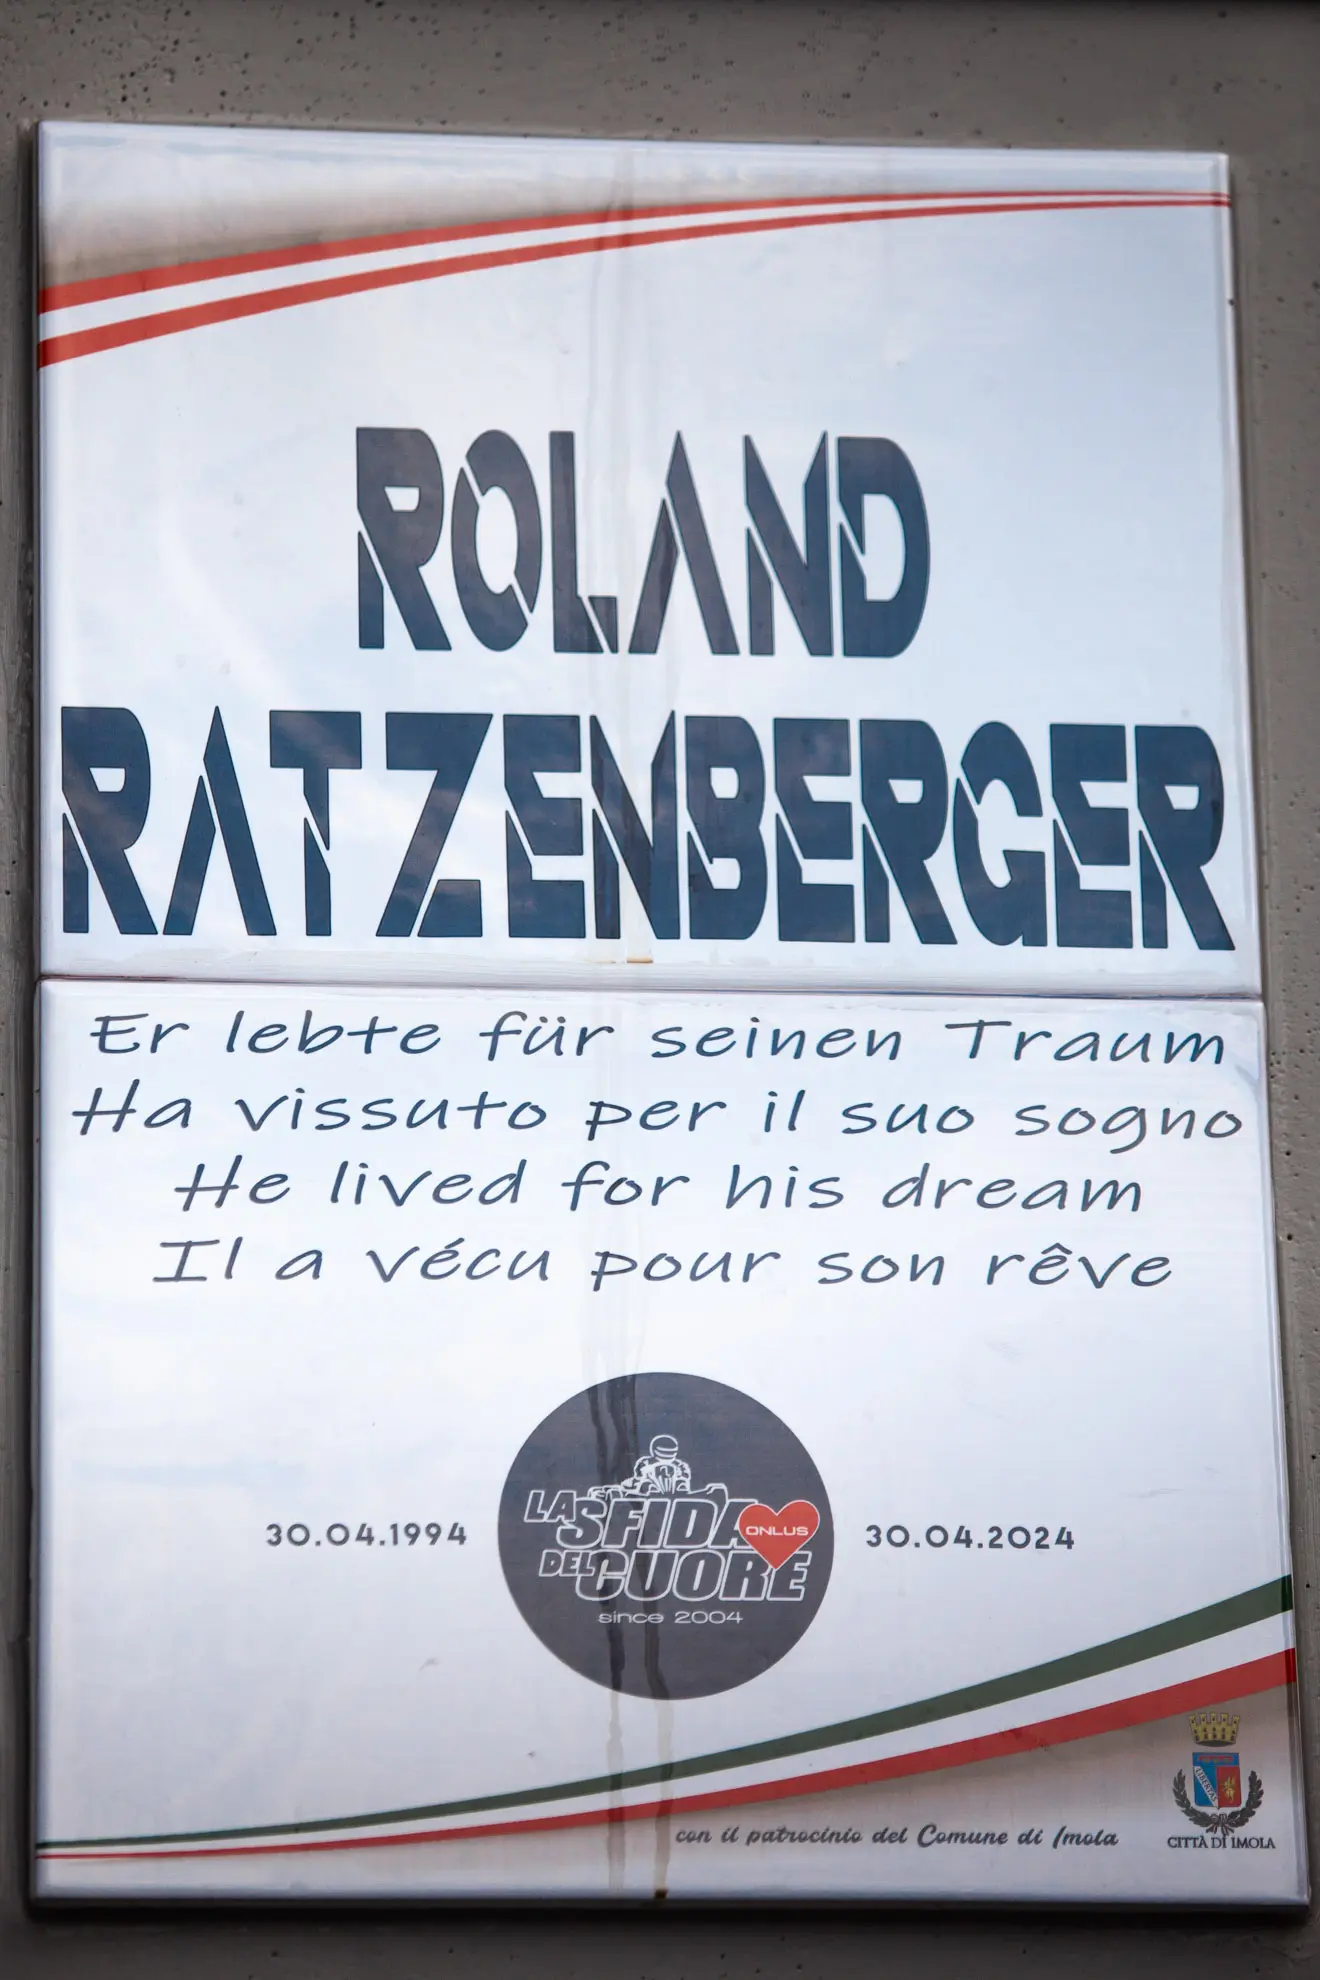 ROLAND
RATZENBERGER
Er lebte für seinen Traum
Ha vissuto per il suo sogno
He lived for his dream
Il a vécu pour son rêve
30.04.1994
LA SFIDA
ONLUS
DEL CUORE
since 2004
30.04.2024
con il patrocinio del Comune di Imola
LIBERTAS
CITTÀ DI IMOLA